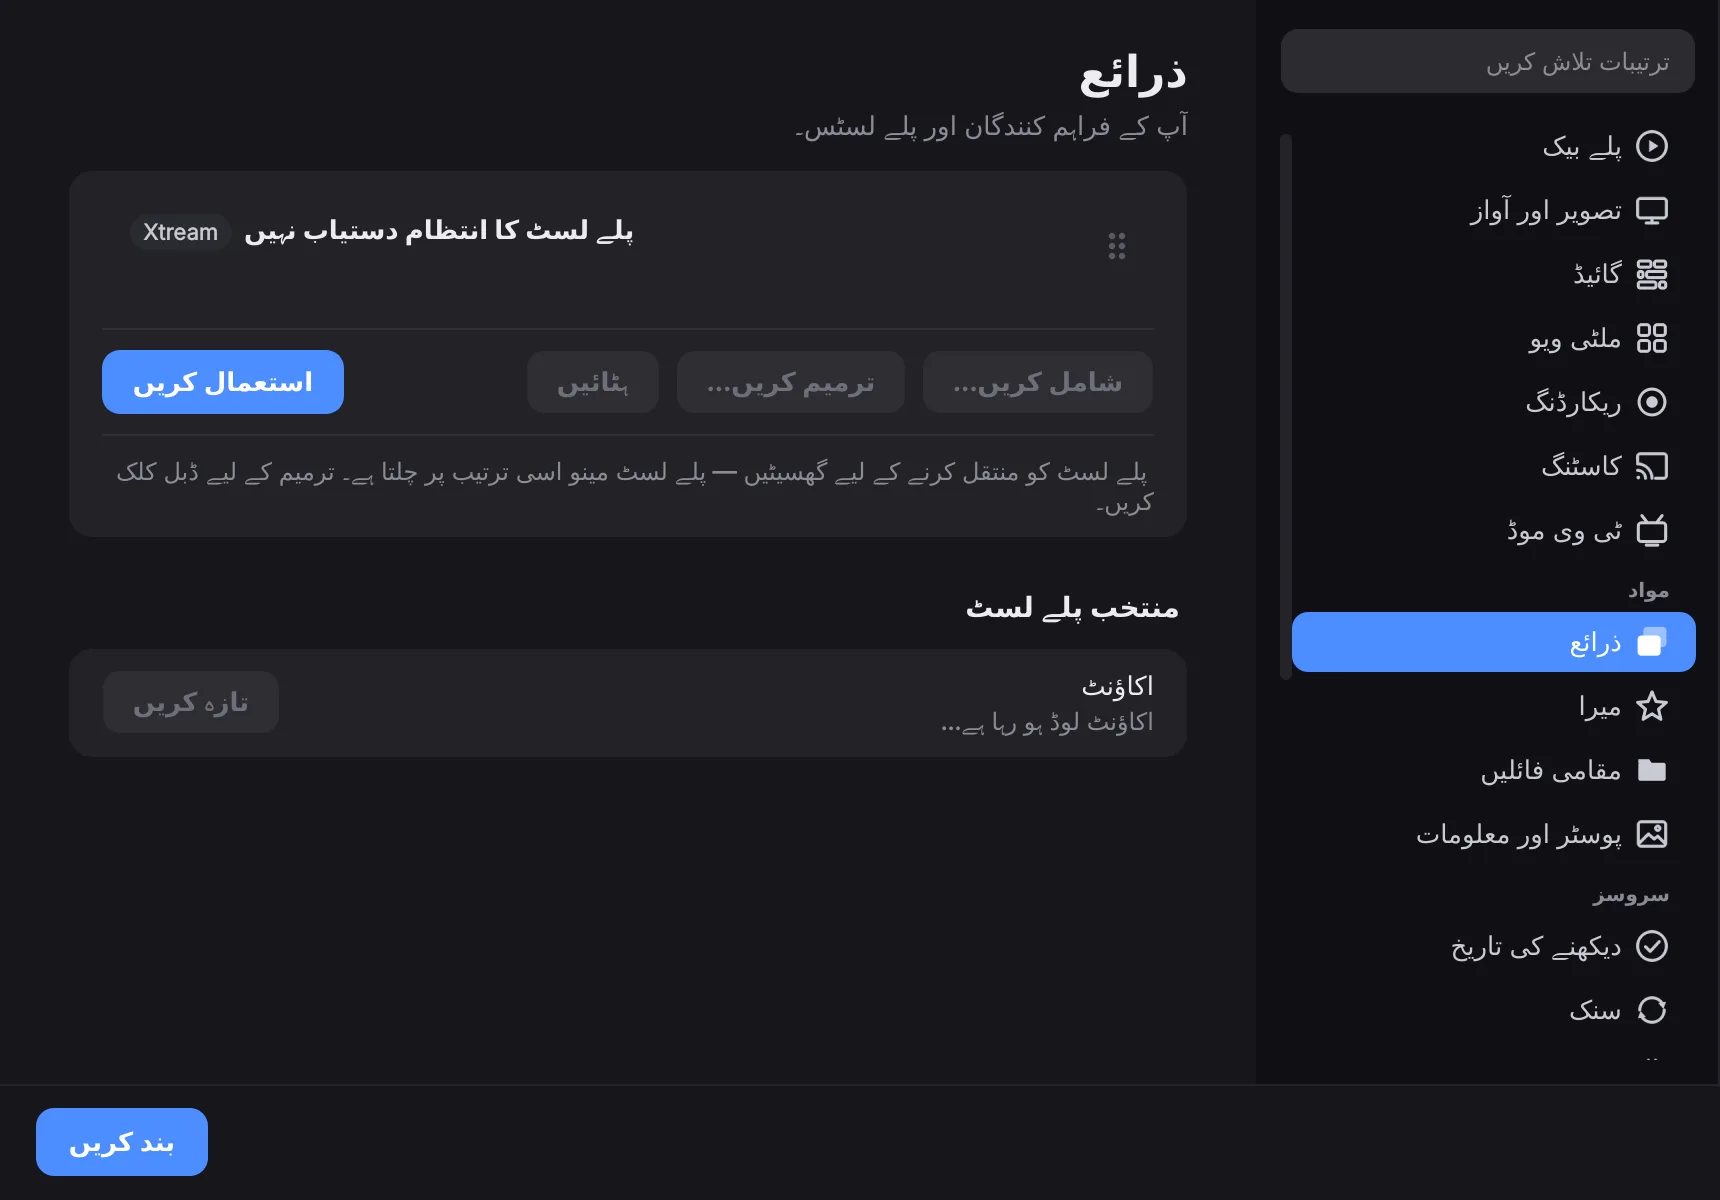 ترتیبات تلاش کریں
پلے بیک
تصویر اور آواز
گائیڈ
ملٹی ویو
ریکارڈنگ
کاسٹنگ
ٹی وی موڈ
مواد
ذرائع
میرا
مقامی فائلیں
پوسٹر اور معلومات
سروسز
دیکھنے کی تاریخ
سنک
ذرائع
آپ کے فراہم کنندگان اور پلے لسٹس۔
پلے لسٹ کا انتظام دستیاب نہیں Xtream
شامل کریں... ترمیم کریں... ہٹائیں استعمال کریں
پلے لسٹ کو منتقل کرنے کے لیے گھسیٹیں — پلے لسٹ مینو اسی ترتیب پر چلتا ہے۔ ترمیم کے لیے ڈبل کلک
کریں۔
منتخب پلے لسٹ
اکاؤنٹ
اکاؤنٹ لوڈ ہو رہا ہے...
تازہ کریں
بند کریں